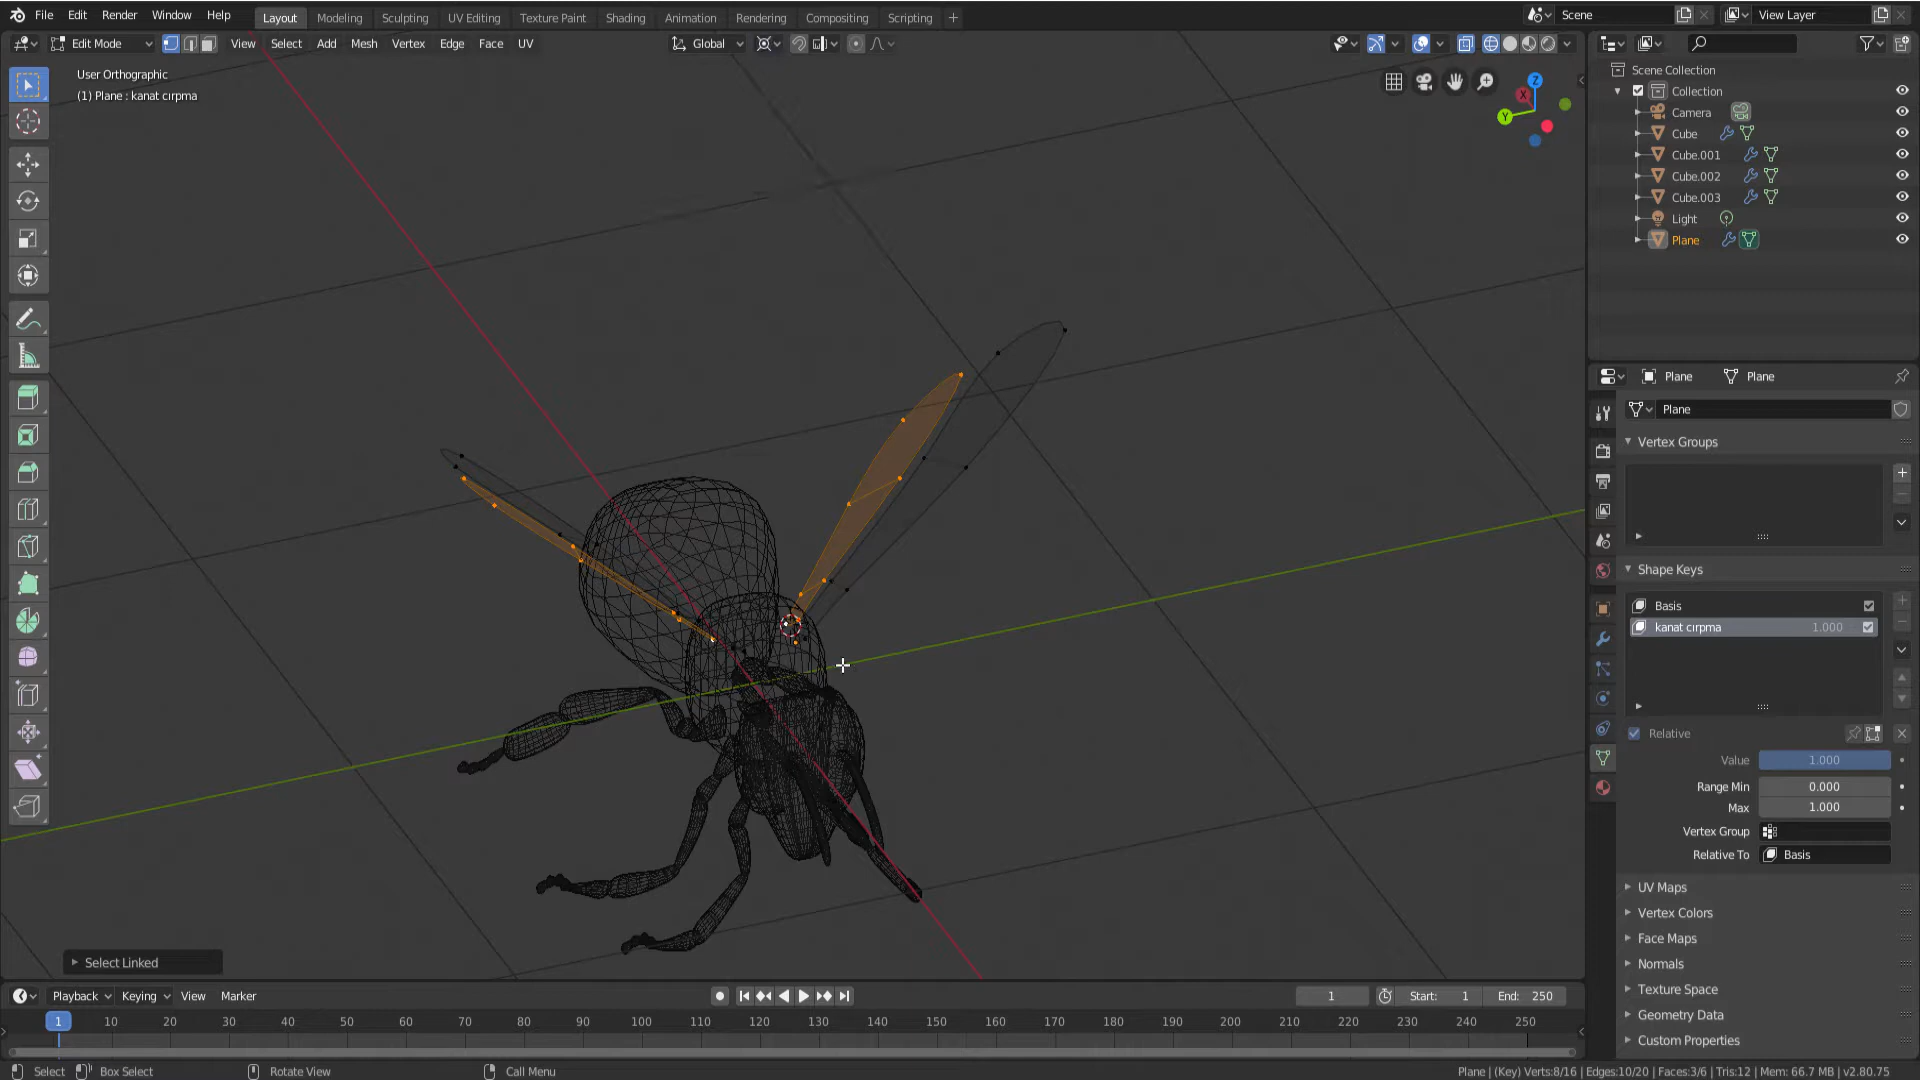 File Edit Render Window Help Layout Modeling Sculpting UV Editing Texture Paint Shading Animation Rendering Compositing Scripting + Scene View Layer
Edit Mode View Select Add Mesh Vertex Edge Face UV Global
User Orthographic
(1) Plane : kanat cırpma
Z
X
Y
Scene Collection
Collection
Camera
Cube
Cube.001
Cube.002
Cube.003
Light
Plane
Plane Plane
Plane
Vertex Groups
Shape Keys
Basis
kanat cırpma 1.000
Relative
Value 1.000
Range Min 0.000
Max 1.000
Vertex Group
Relative To Basis
UV Maps
Vertex Colors
Face Maps
Normals
Texture Space
Geometry Data
Custom Properties
Select Linked
Playback Keying View Marker 1 Start: 1 End: 250
1 10 20 30 40 50 60 70 80 90 100 110 120 130 140 150 160 170 180 190 200 210 220 230 240 250
Select Box Select Rotate View Call Menu Plane | (Key) Verts:8/16 | Edges:10/20 | Faces:3/6 | Tris:12 | Mem: 66.7 MB | v2.80.75